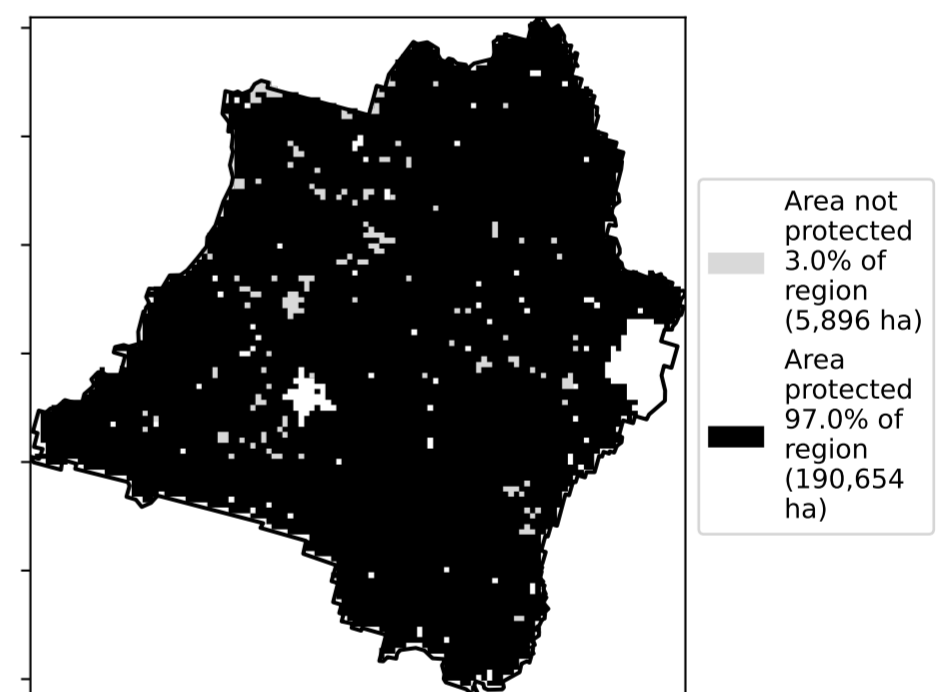 Area not
protected
3.0% of
region
(5,896 ha)
Area
protected
97.0% of
region
(190,654
ha)